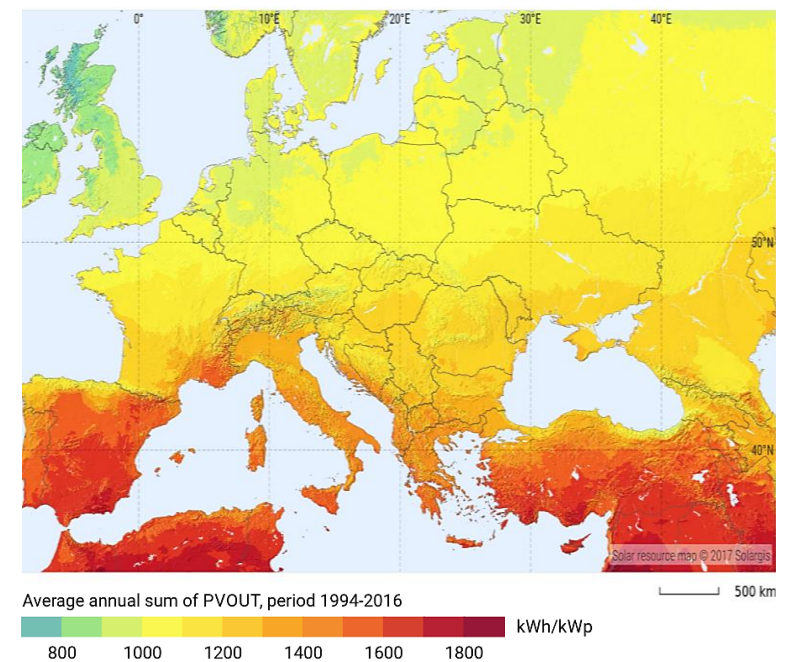 0°
10°E
20°E
30°E
40°E
50°N
40°N
Solar resource map © 2017 Solargis
500 km
Average annual sum of PVOUT, period 1994-2016
kWh/kWp
800 1000 1200 1400 1600 1800